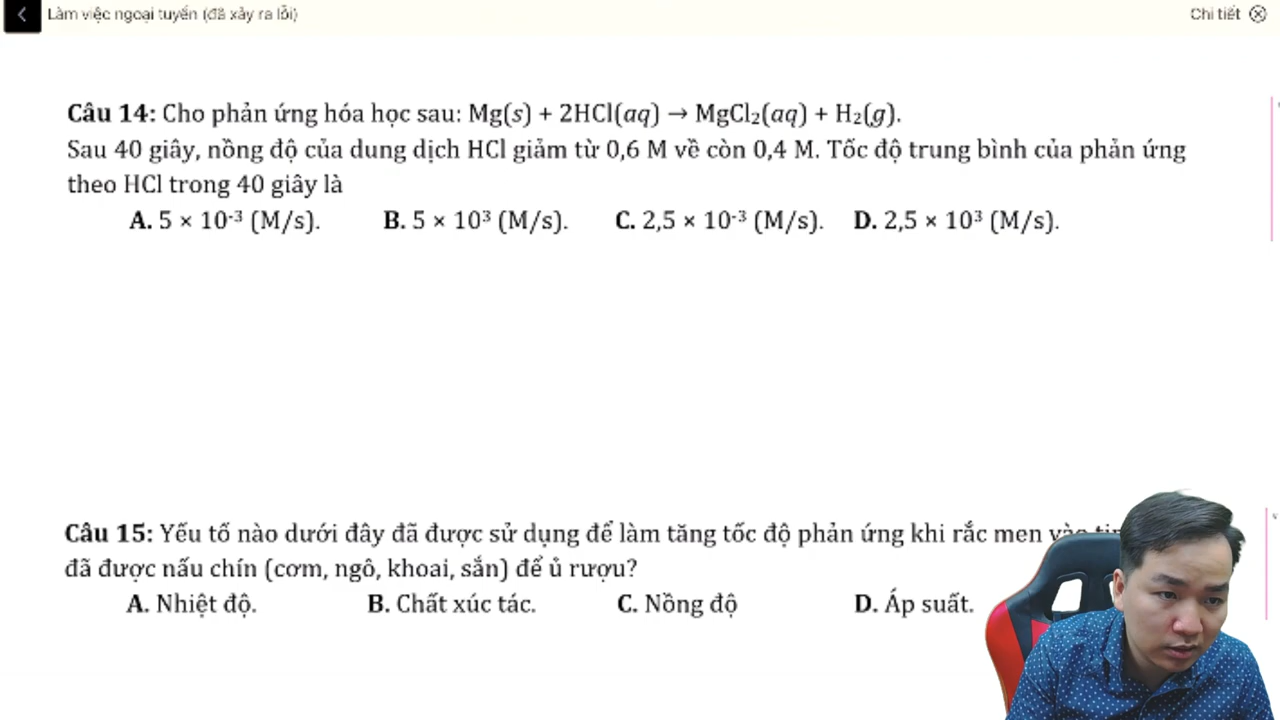 Làm việc ngoại tuyến (đã xảy ra lỗi)
Chi tiết
Câu 14: Cho phản ứng hóa học sau: Mg(s) + 2HCl(aq) → MgCl₂(aq) + H₂(g).
Sau 40 giây, nồng độ của dung dịch HCl giảm từ 0,6 M về còn 0,4 M. Tốc độ trung bình của phản ứng
theo HCl trong 40 giây là
A. 5 × 10⁻³ (M/s). B. 5 × 10³ (M/s). C. 2,5 × 10⁻³ (M/s). D. 2,5 × 10³ (M/s).
Câu 15: Yếu tố nào dưới đây đã được sử dụng để làm tăng tốc độ phản ứng khi rắc men vào
đã được nấu chín (cơm, ngô, khoai, sắn) để ủ rượu?
A. Nhiệt độ. B. Chất xúc tác. C. Nồng độ D. Áp suất.